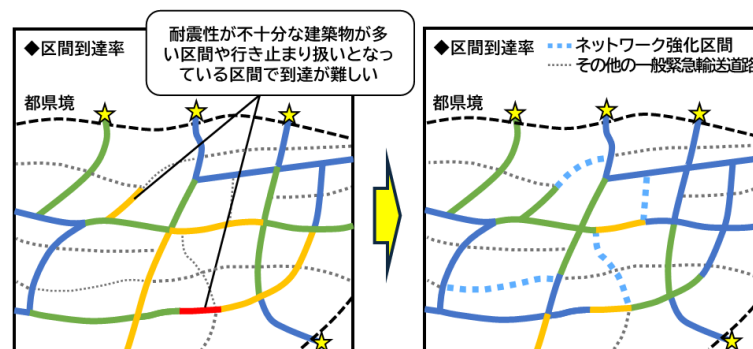 ◆区間到達率
耐震性が不十分な建築物が多
い区間や行き止まり扱いとなっ
ている区間で到達が難しい
都県境
◆区間到達率
ネットワーク強化区間
その他の一般緊急輸送道路
都県境